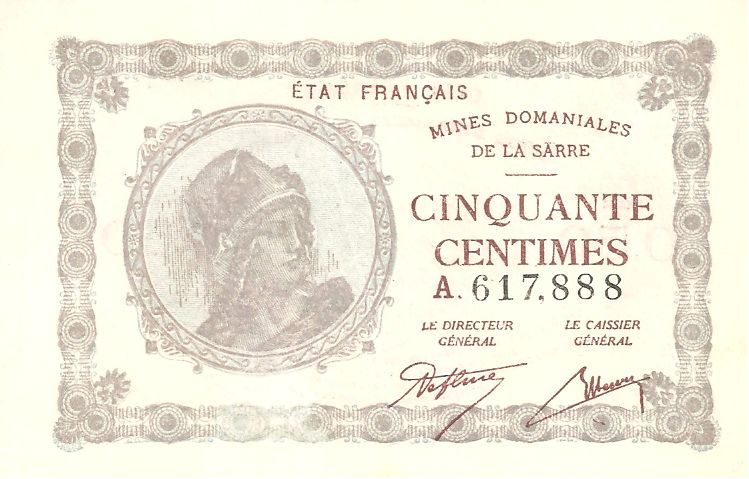 ÉTAT FRANÇAIS
MINES DOMANIALES
DE LA SARRE
CINQUANTE
CENTIMES
A. 617,888
LE DIRECTEUR
GÉNÉRAL
LE CAISSIER
GÉNÉRAL